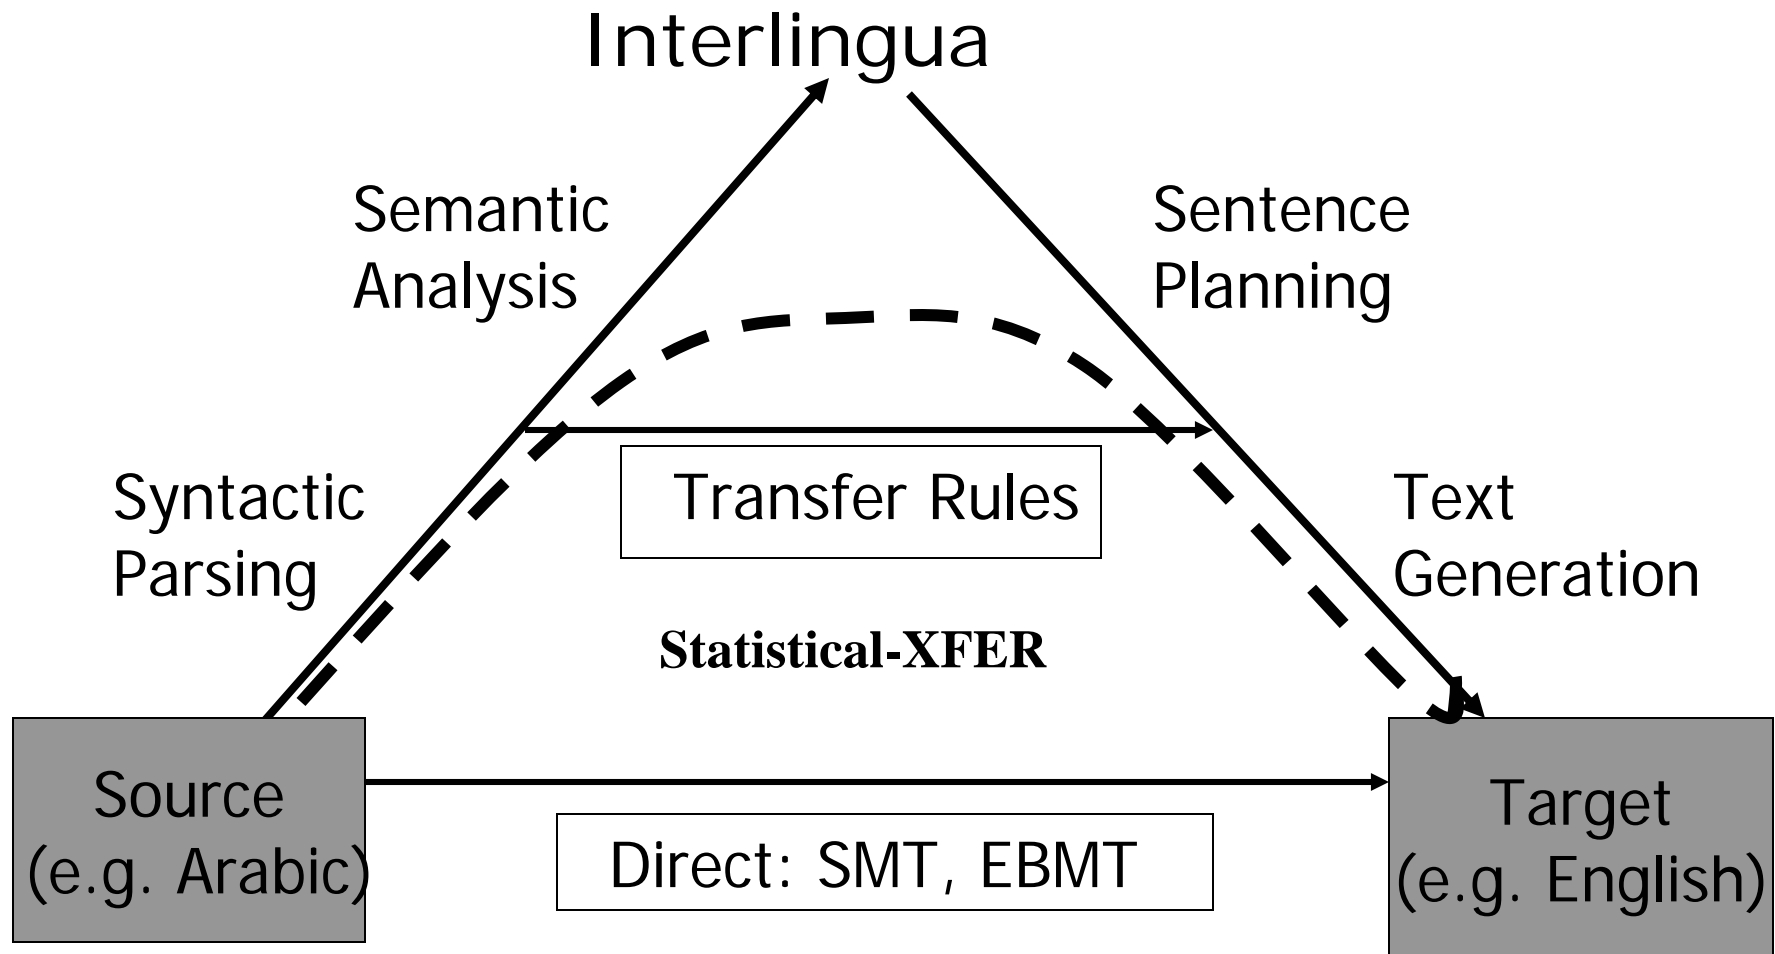 Interlingua
Semantic
Analysis
Sentence
Planning
Syntactic
Parsing
Transfer Rules
Text
Generation
Statistical-XFER
Source
(e.g. Arabic)
Direct: SMT, EBMT
Target
(e.g. English)